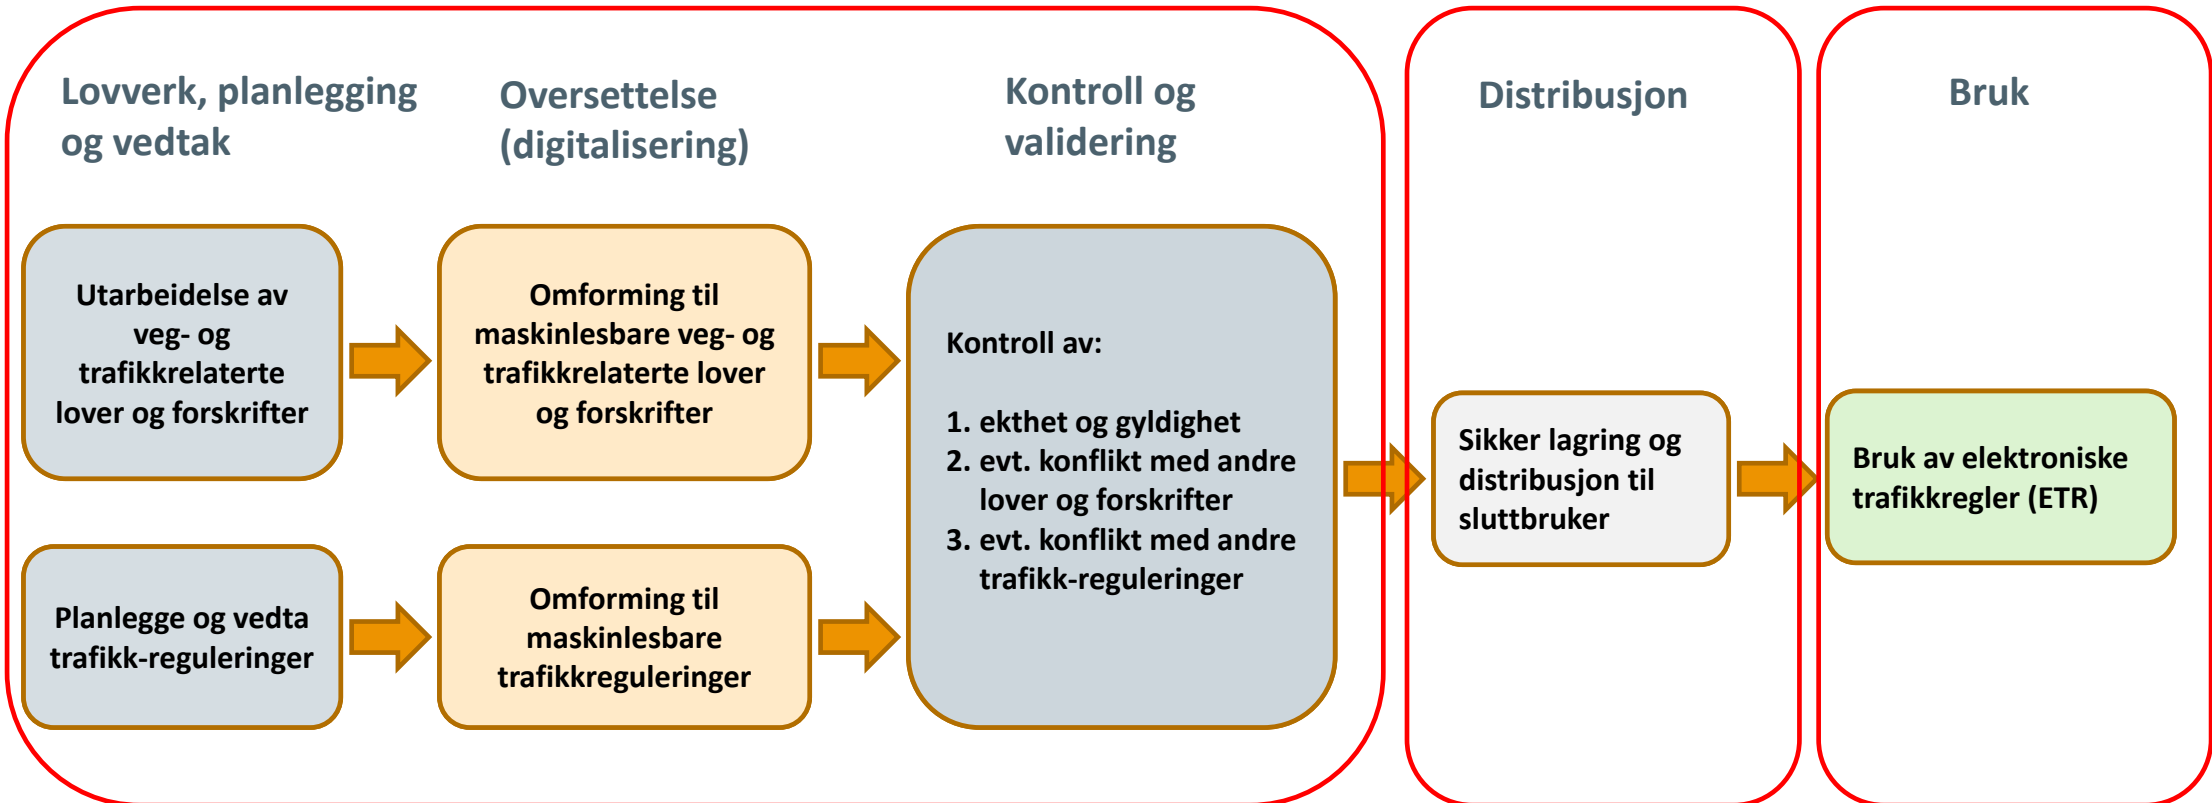 Lovverk, planlegging
og vedtak
Oversettelse
(digitalisering)
Kontroll og
validering
Distribusjon
Bruk
Utarbeidelse av
veg- og
trafikkrelaterte
lover og forskrifter
Omforming til
maskinlesbare veg- og
trafikkrelaterte lover
og forskrifter
Planlegge og vedta
trafikk-reguleringer
Omforming til
maskinlesbare
trafikkreguleringer
Kontroll av:
1. ekthet og gyldighet
2. evt. konflikt med andre
lover og forskrifter
3. evt. konflikt med andre
trafikk-reguleringer
Sikker lagring og
distribusjon til
sluttbruker
Bruk av elektroniske
trafikkregler (ETR)